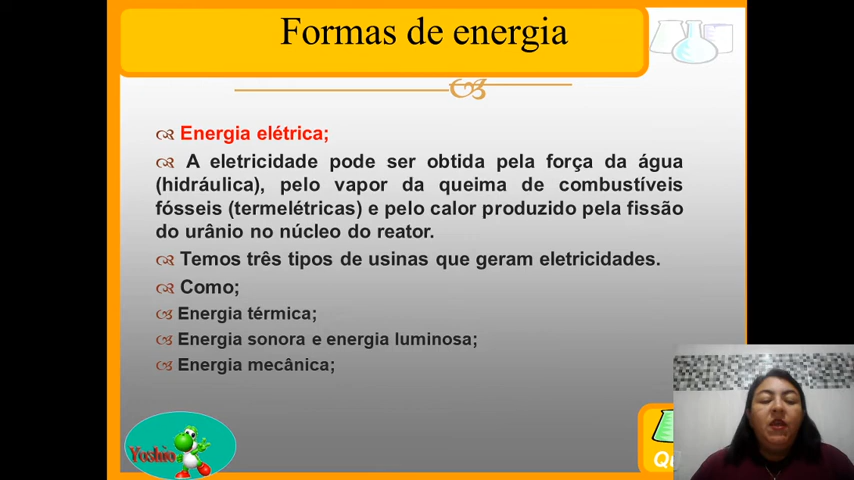 Formas de energia
Energia elétrica;
A eletricidade pode ser obtida pela força da água
(hidráulica), pelo vapor da queima de combustíveis
fósseis (termelétricas) e pelo calor produzido pela fissão
do urânio no núcleo do reator.
Temos três tipos de usinas que geram eletricidades.
Como;
Energia térmica;
Energia sonora e energia luminosa;
Energia mecânica;
Yoshio